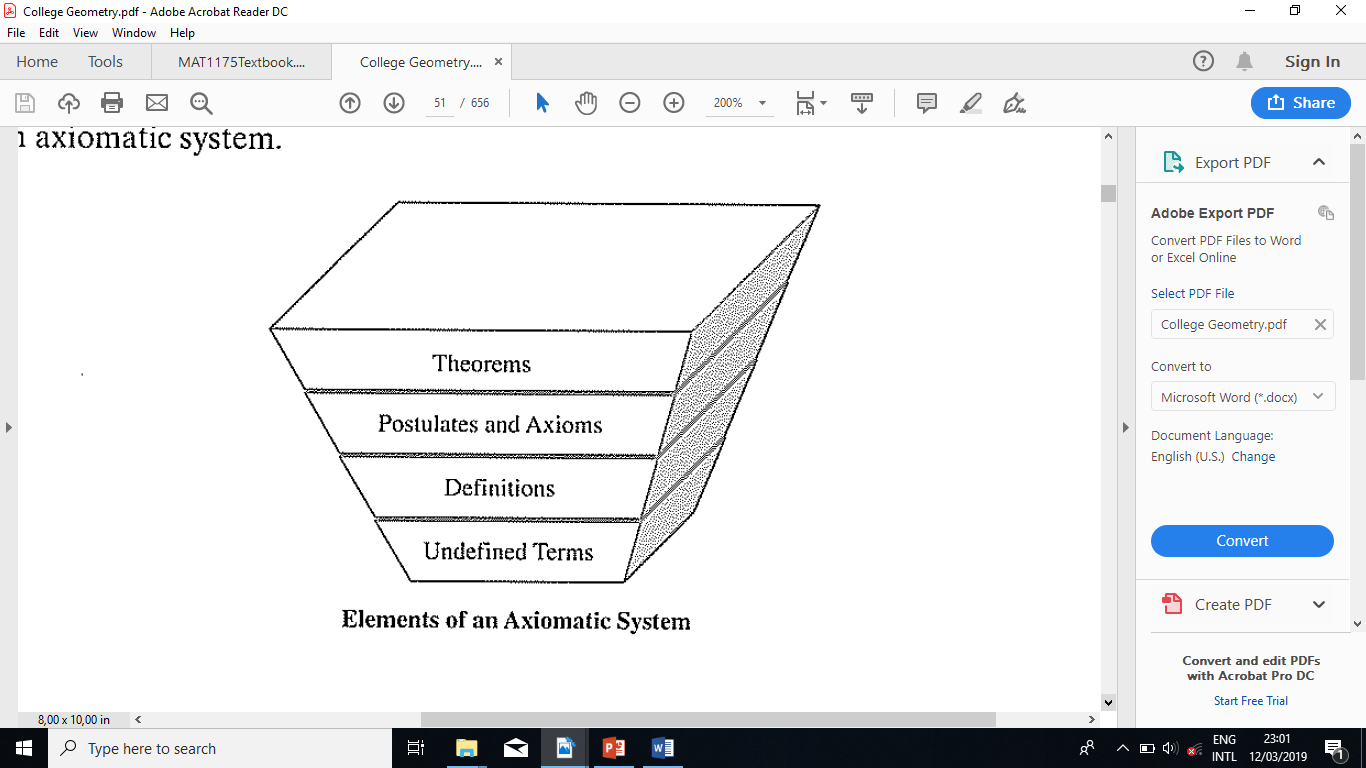 College Geometry.pdf - Adobe Acrobat Reader DC
File Edit View Window Help
Home Tools MAT1175Textbook.... College Geometry.... × Sign In
51 / 656 200% Share
axiomatic system.
Theorems
Postulates and Axioms
Definitions
Undefined Terms
Elements of an Axiomatic System
8,00 x 10,00 in
Export PDF
Adobe Export PDF
Convert PDF Files to Word
or Excel Online
Select PDF File
College Geometry.pdf
Convert to
Microsoft Word (*.docx)
Document Language:
English (U.S.) Change
Convert
Create PDF
Convert and edit PDFs
with Acrobat Pro DC
Start Free Trial
Type here to search
ENG
INTL
23:01
12/03/2019
1